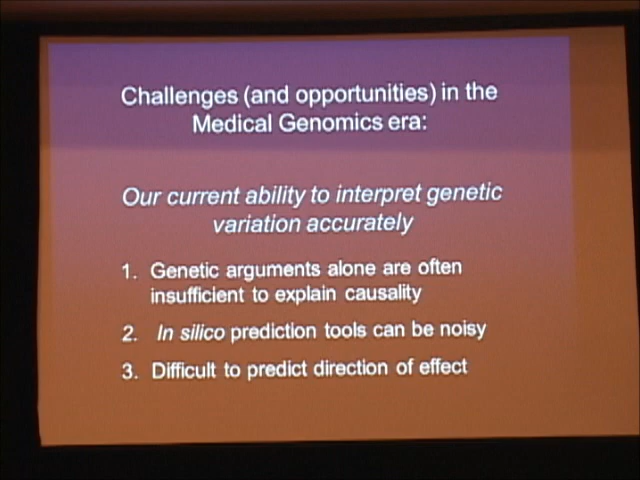 Challenges (and opportunities) in the
Medical Genomics era:
Our current ability to interpret genetic
variation accurately
1. Genetic arguments alone are often
insufficient to explain causality
2. In silico prediction tools can be noisy
3. Difficult to predict direction of effect